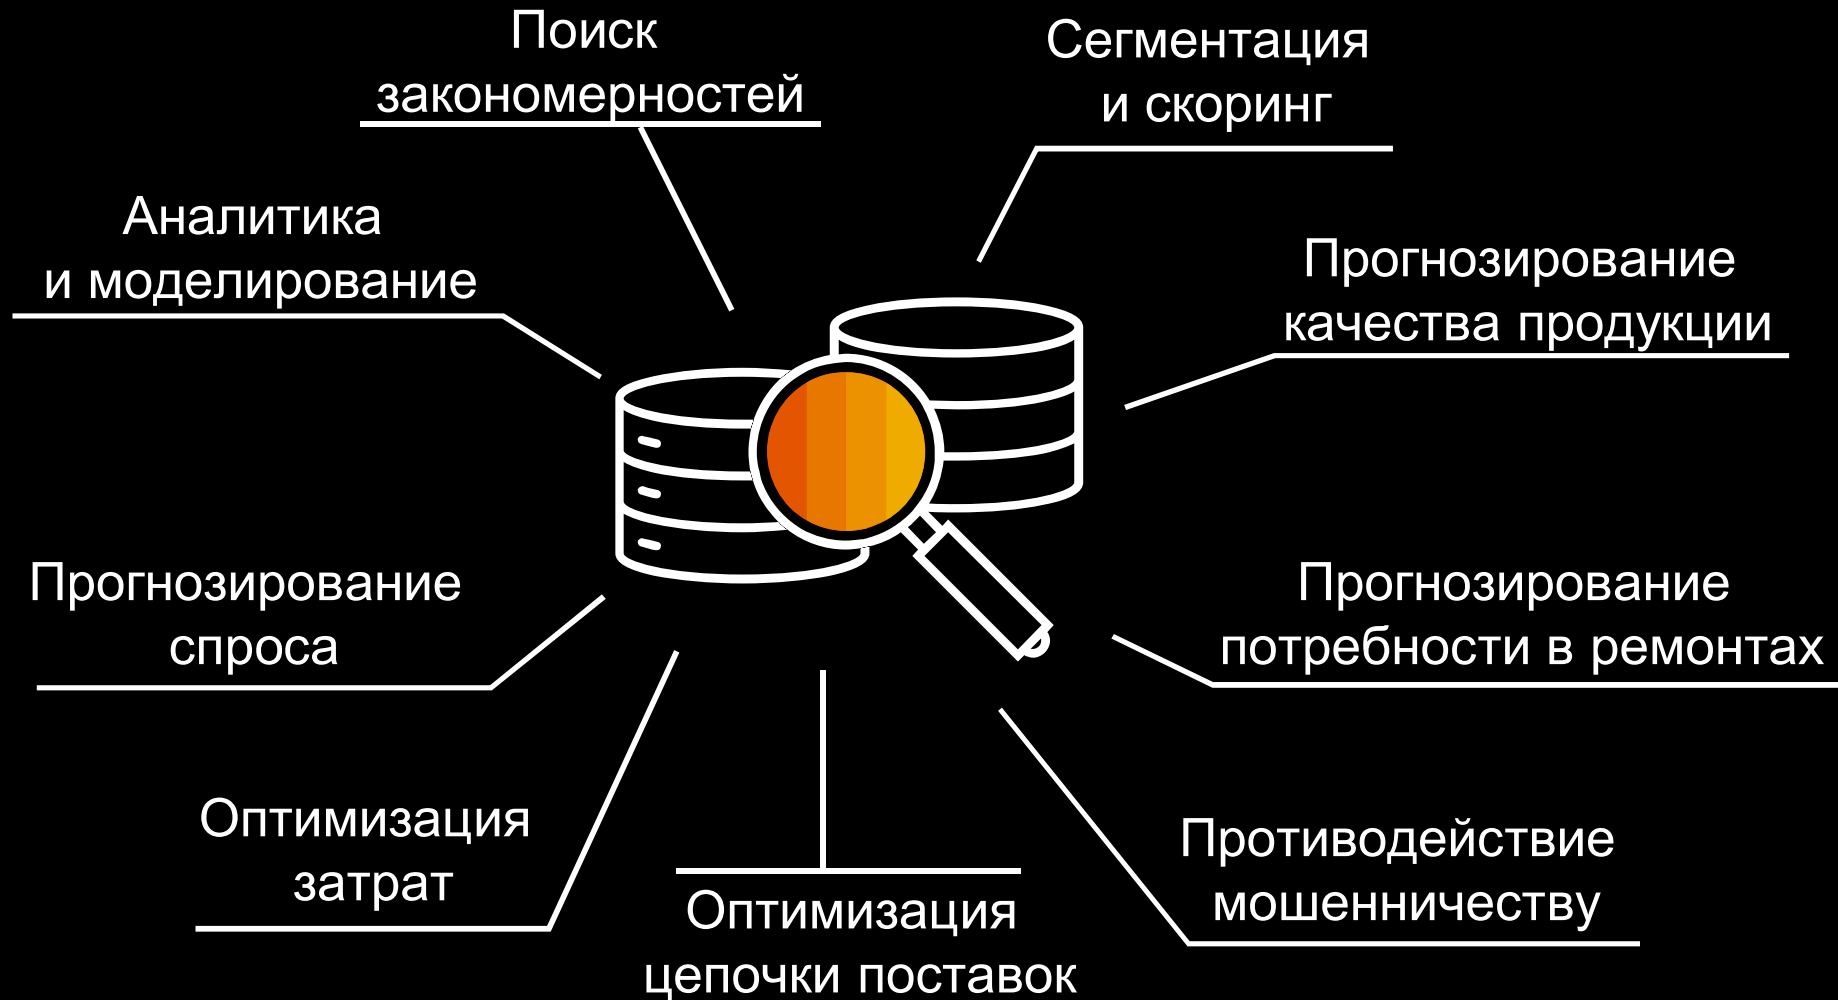 Поиск
закономерностей
Сегментация
и скоринг
Аналитика
и моделирование
Прогнозирование
качества продукции
Прогнозирование
спроса
Прогнозирование
потребности в ремонтах
Оптимизация
затрат
Оптимизация
цепочки поставок
Противодействие
мошенничеству